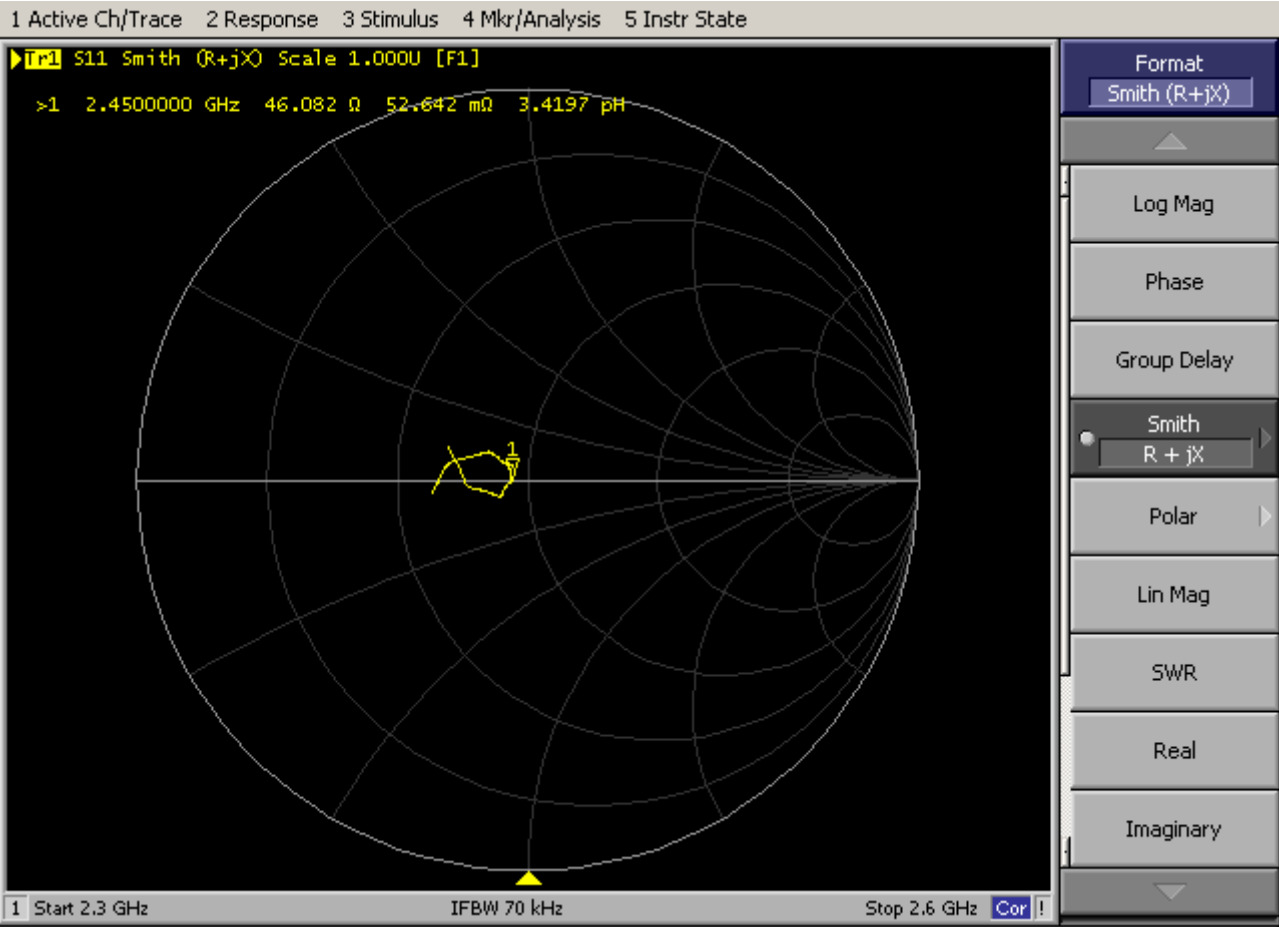 1 Active Ch/Trace 2 Response 3 Stimulus 4 Mkr/Analysis 5 Instr State
Tr1 S11 Smith (R+jX) Scale 1.000U [F1]
>1 2.4500000 GHz 46.082 Ω 52.642 mΩ 3.4197 pH
1
1 Start 2.3 GHz IFBW 70 kHz Stop 2.6 GHz Cor !
Format
Smith (R+jX)
Log Mag
Phase
Group Delay
Smith
R + jX
Polar
Lin Mag
SWR
Real
Imaginary